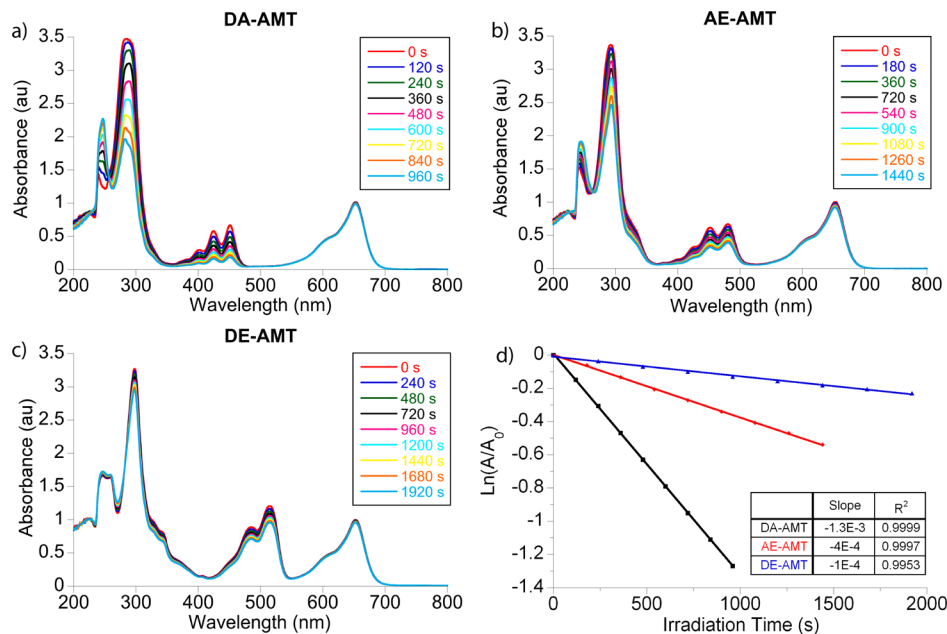 DA-AMT
a)
3.5
3
2.5
2
1.5
1
0.5
0
Absorbance (au)
200 300 400 500 600 700 800
Wavelength (nm)
0 s
120 s
240 s
360 s
480 s
600 s
720 s
840 s
960 s
AE-AMT
b)
3.5
3
2.5
2
1.5
1
0.5
0
Absorbance (au)
200 300 400 500 600 700 800
Wavelength (nm)
0 s
180 s
360 s
720 s
540 s
900 s
1080 s
1260 s
1440 s
DE-AMT
c)
3.5
3
2.5
2
1.5
1
0.5
0
Absorbance (au)
200 300 400 500 600 700 800
Wavelength (nm)
0 s
240 s
480 s
720 s
960 s
1200 s
1440 s
1680 s
1920 s
d)
0
-0.2
-0.4
-0.6
-0.8
-1
-1.2
-1.4
Ln(A/A0)
0 500 1000 1500 2000
Irradiation Time (s)
Slope R²
DA-AMT -1.3E-3 0.9999
AE-AMT -4E-4 0.9997
DE-AMT -1E-4 0.9953